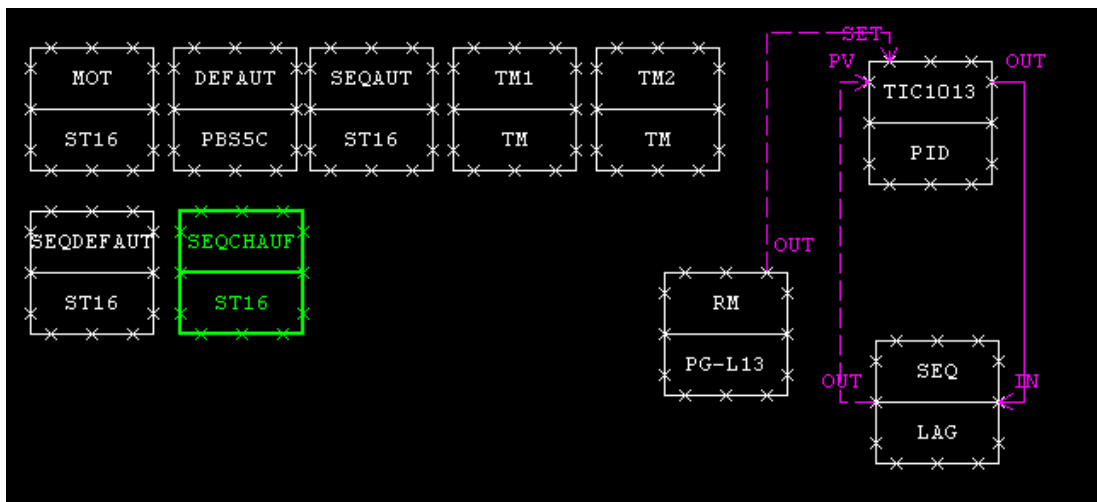 SET
MOT DEFAUT SEQAUT TM1 TM2 PV TIC1013 OUT
ST16 PBS5C ST16 TM TM PID
SEQDEFAUT SEQCHAUF OUT
ST16 ST16 RM
PG-L13 OUT SEQ IN
LAG